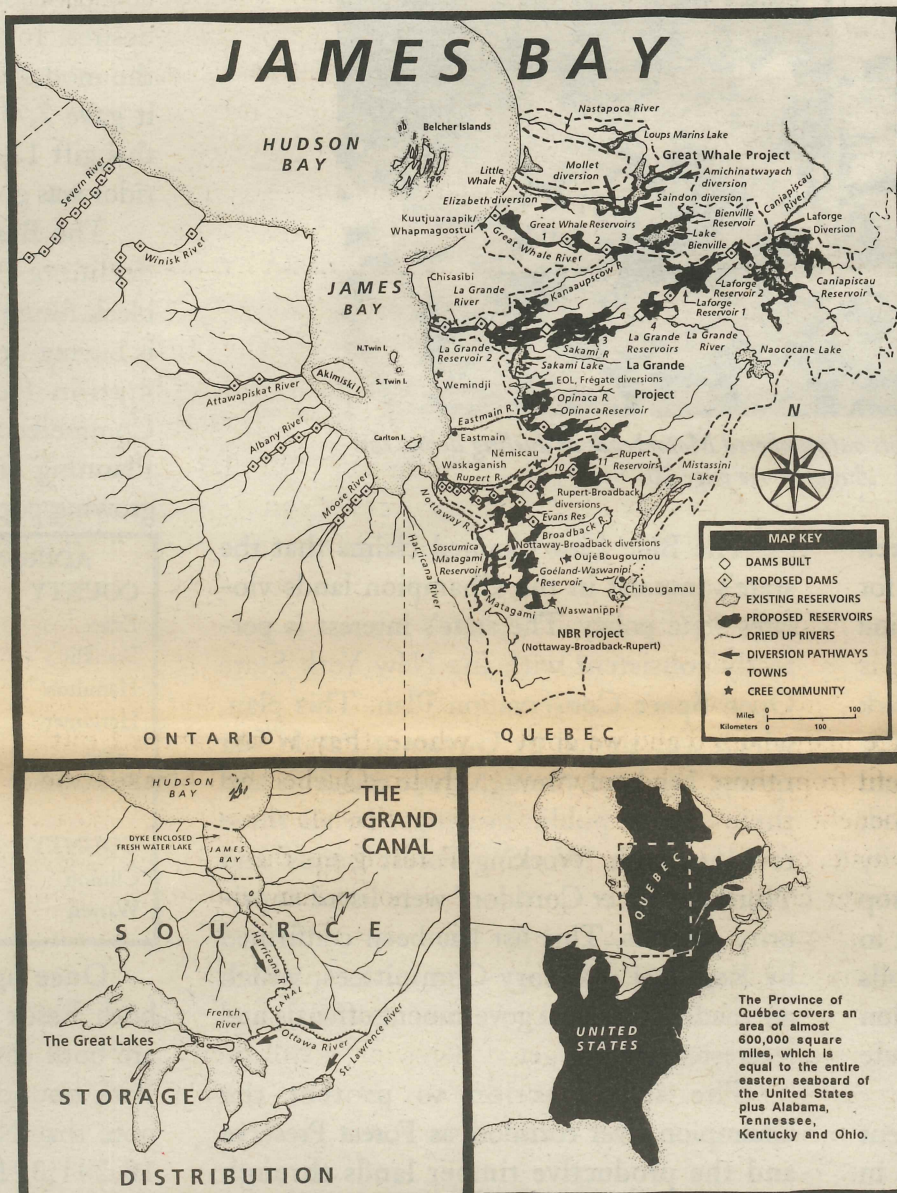 JAMES BAY
HUDSON
BAY
Belcher Islands
Nastapoca River
Loups Marins Lake
Great Whale Project
Mollet
diversion
Amichinatwayach
diversion
Little
Whale R.
Elizabeth diversion
Saindon diversion
Caniapiscau
River
Kuutjuaraapik/
Whapmagoostui
Great Whale Reservoirs
1
2
3
Great Whale River
Bienville
Reservoir
Lake
Bienville
Laforge
Diversion
Severn River
Winisk River
JAMES
BAY
Chisasibi
La Grande
River
Kanaaupscow R
Laforge
Reservoir 2
Laforge
Reservoir 1
Caniapiscau
Reservoir
La Grande
Reservoir 2
3
4
Sakami R
Sakami Lake
La Grande
Reservoirs
La Grande
River
Naococane Lake
N.Twin I.
S. Twin I.
Akimiski I.
Wemindji
EOL, Frégate diversions
La Grande
Project
Opinaca R.
Opinaca Reservoir
Attawapiskat River
Albany River
Moose River
Carlton I.
Eastmain R.
Eastmain
Némiscau
Waskaganish
Rupert R.
10
11
Rupert
Reservoirs
Mistassini
Lake
Rupert-Broadback
diversions
Evans Res
Broadback R.
Nottaway R.
Nottaway-Broadback diversions
Harricana River
Soscumica
Matagami
Reservoir
OujéBougoumou
Goéland-Waswanipi
Reservoir
Chibougamau
Matagami
Waswanippi
NBR Project
(Nottaway-Broadback-Rupert)
ONTARIO
QUEBEC
N
MAP KEY
DAMS BUILT
PROPOSED DAMS
EXISTING RESERVOIRS
PROPOSED RESERVOIRS
DRIED UP RIVERS
DIVERSION PATHWAYS
TOWNS
CREE COMMUNITY
Miles 0 100
Kilometers 0 100
HUDSON
BAY
THE
GRAND
CANAL
DYKE ENCLOSED
FRESH WATER LAKE
JAMES
BAY
SOURCE
Harricana R.
CANAL
French
River
Ottawa River
St. Lawrence River
The Great Lakes
STORAGE
DISTRIBUTION
QUEBEC
UNITED
STATES
The Province of
Québec covers an
area of almost
600,000 square
miles, which is
equal to the entire
eastern seaboard of
the United States
plus Alabama,
Tennessee,
Kentucky and Ohio.